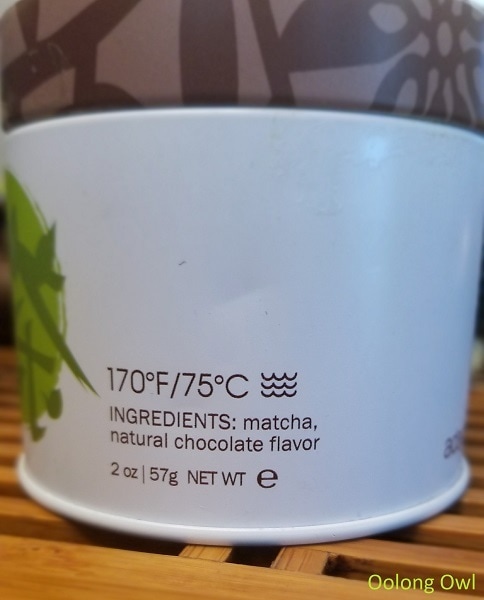 170°F/75°C
INGREDIENTS: matcha,
natural chocolate flavor
2 oz | 57g NET WT ℮
Oolong Owl